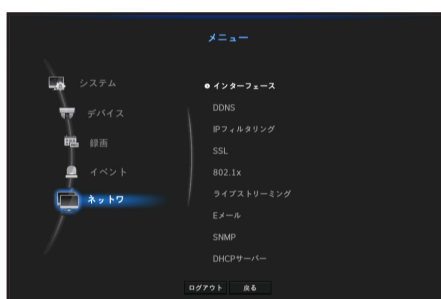 メニュー
システム
デバイス
録画
イベント
ネットワ
インターフェース
DDNS
IPフィルタリング
SSL
802.1x
ライブストリーミング
Eメール
SNMP
DHCPサーバー
ログアウト
戻る